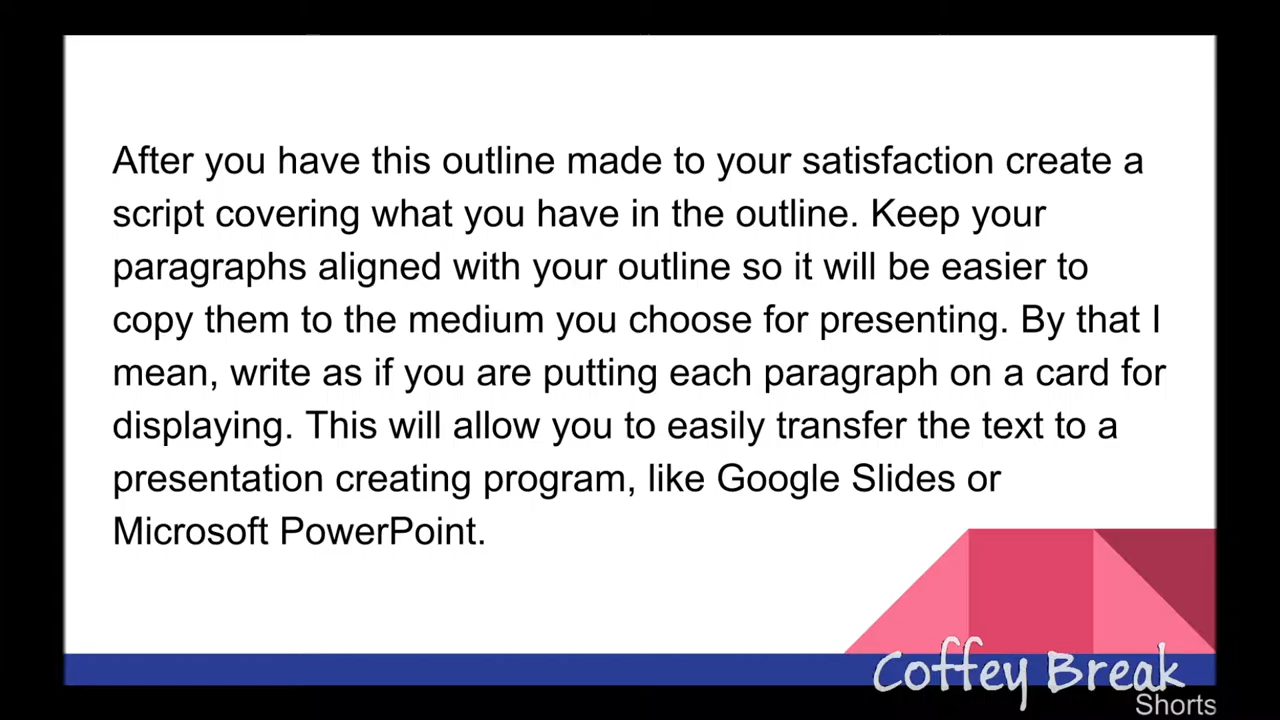 After you have this outline made to your satisfaction create a
script covering what you have in the outline. Keep your
paragraphs aligned with your outline so it will be easier to
copy them to the medium you choose for presenting. By that I
mean, write as if you are putting each paragraph on a card for
displaying. This will allow you to easily transfer the text to a
presentation creating program, like Google Slides or
Microsoft PowerPoint.
Coffey Break
Shorts